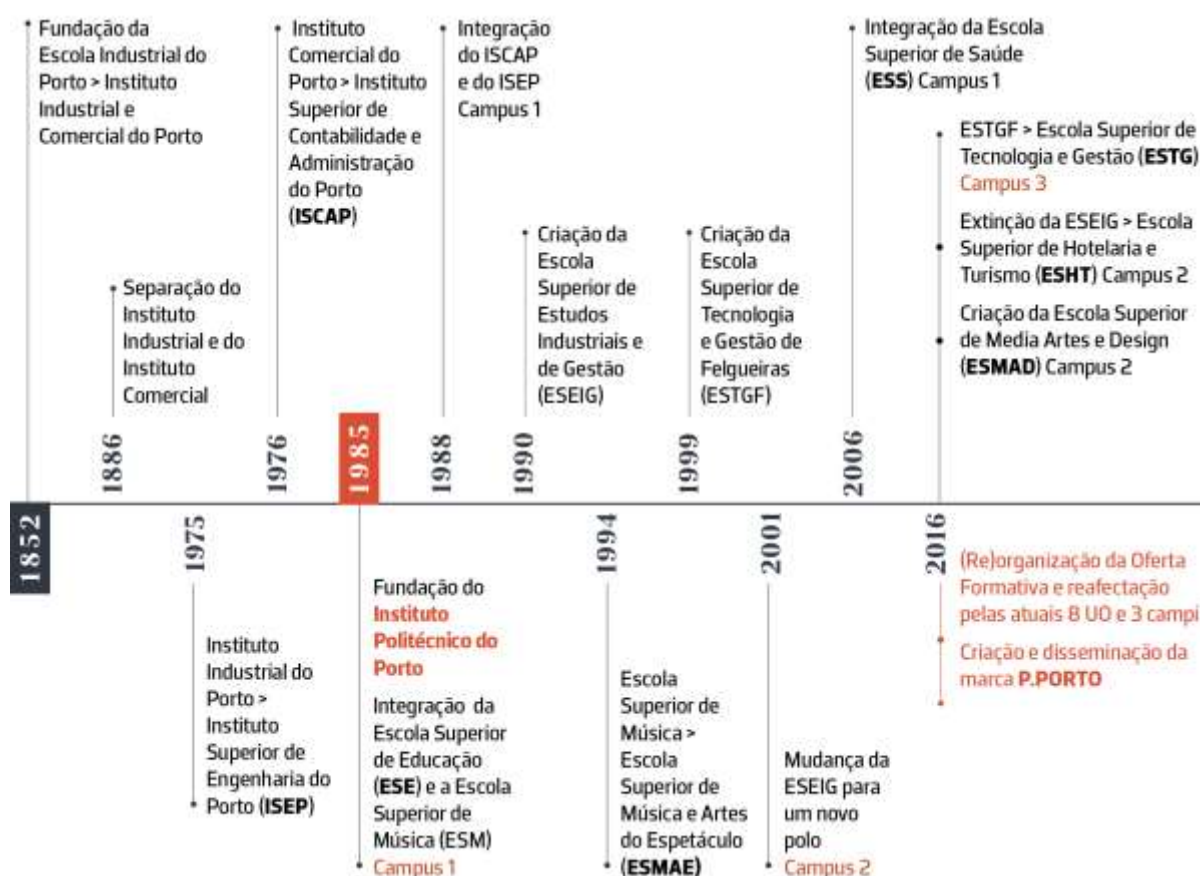 Fundação da
Escola Industrial do
Porto > Instituto
Industrial e
Comercial do Porto
1852
Separação do
Instituto
Industrial e do
Instituto
Comercial
1886
1975
Instituto
Industrial do
Porto >
Instituto
Superior de
Engenharia do
Porto (ISEP)
Instituto
Comercial do
Porto > Instituto
Superior de
Contabilidade e
Administração
do Porto
(ISCAP)
1976
1985
Fundação do
Instituto
Politécnico do
Porto
Integração da
Escola Superior
de Educação
(ESE) e a Escola
Superior de
Música (ESM)
Campus 1
Integração
do ISCAP
e do ISEP
Campus 1
1988
Criação da
Escola
Superior de
Estudos
Industriais e
de Gestão
(ESEIG)
1990
1994
Escola
Superior de
Música >
Escola
Superior de
Música e Artes
do Espetáculo
(ESMAE)
Criação da
Escola
Superior de
Tecnologia
e Gestão de
Felgueiras
(ESTGF)
1999
2001
Mudança da
ESEIG para
um novo
polo
Campus 2
Integração da Escola
Superior de Saúde
(ESS) Campus 1
2006
ESTGF > Escola Superior de
Tecnologia e Gestão (ESTG)
Campus 3
Extinção da ESEIG > Escola
Superior de Hotelaria e
Turismo (ESHT) Campus 2
Criação da Escola Superior
de Media Artes e Design
(ESMAD) Campus 2
2016
(Re)organização da Oferta
Formativa e reafectação
pelas atuais 8 UO e 3 campi
Criação e disseminação da
marca P.PORTO